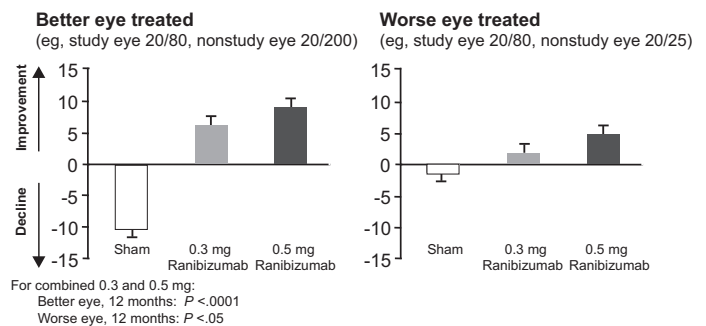 Better eye treated
(eg, study eye 20/80, nonstudy eye 20/200)
Improvement
Decline
15
10
5
0
-5
-10
-15
Sham
0.3 mg
Ranibizumab
0.5 mg
Ranibizumab
Worse eye treated
(eg, study eye 20/80, nonstudy eye 20/25)
15
10
5
0
-5
-10
-15
Sham
0.3 mg
Ranibizumab
0.5 mg
Ranibizumab
For combined 0.3 and 0.5 mg:
Better eye, 12 months: P <.0001
Worse eye, 12 months: P <.05